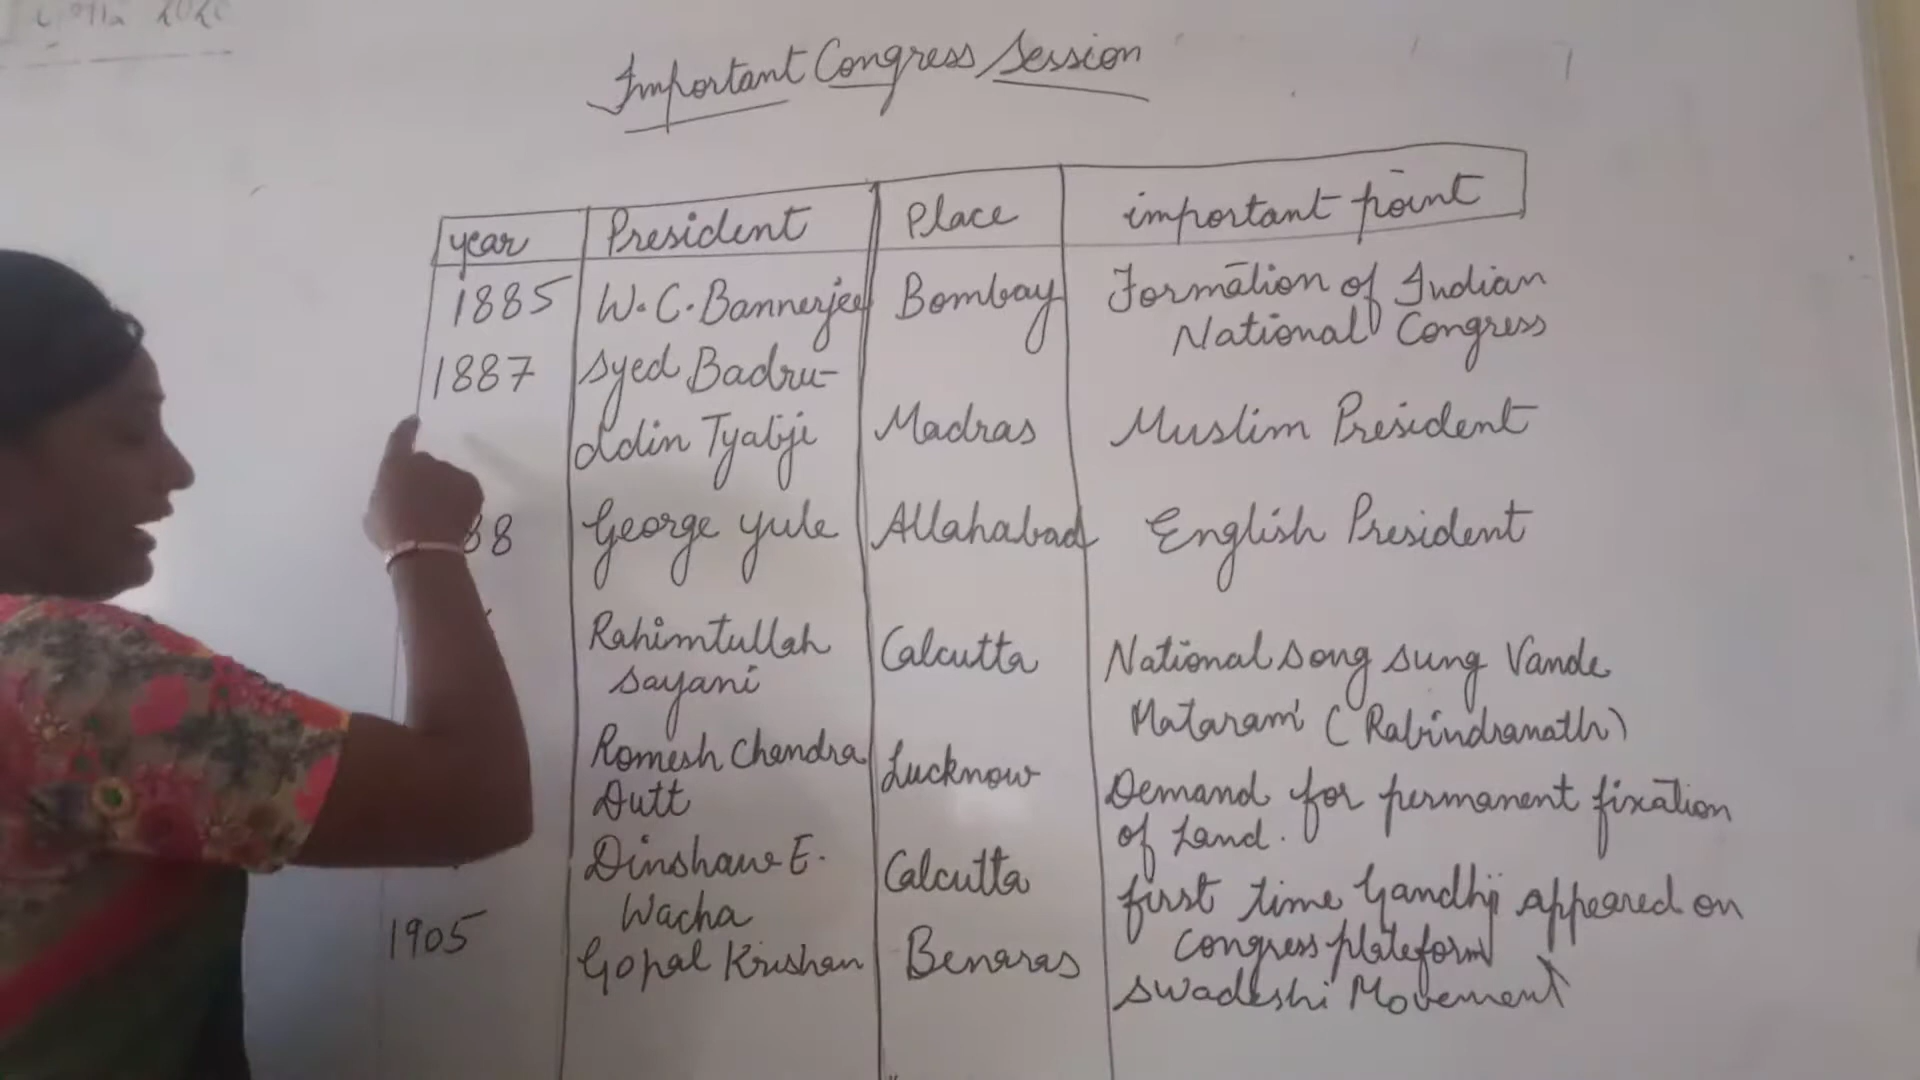 Important Congress Session
year President Place important point
1885 W.C. Bannerjee Bombay Formation of Indian
National Congress
1887 Syed Badru-
ddin Tyabji Madras Muslim President
88 George Yule Allahabad English President
Rahimtullah Calcutta National song sung Vande
Sayani Mataram (Rabindranath)
Romesh Chandra Lucknow Demand for permanent fixation
Dutt of Land.
Dinshaw E. Calcutta first time Gandhiji appeared on
Wacha congress plateform
1905 Gopal Krishan Benaras Swadeshi Movement